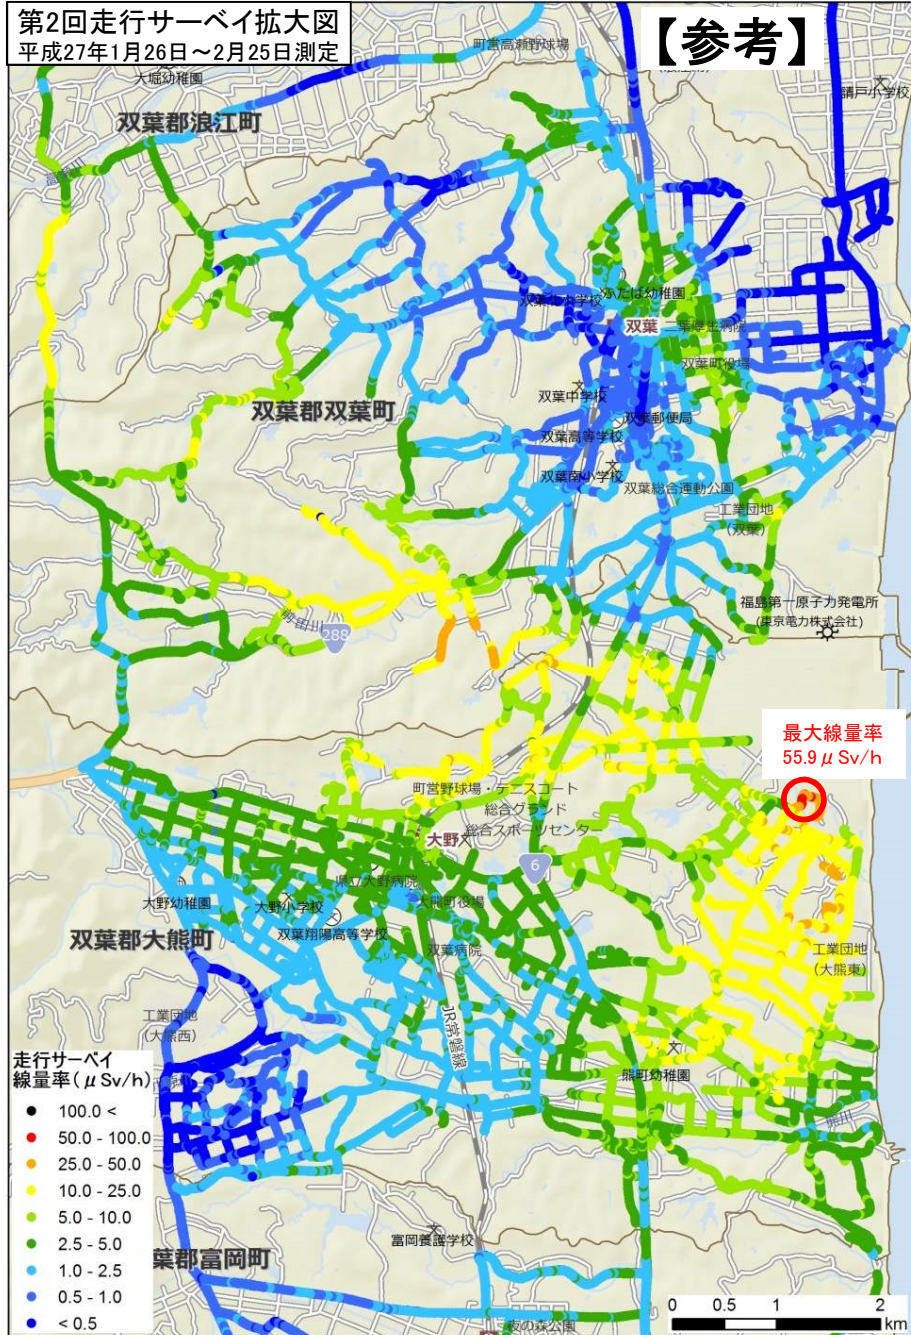 第2回走行サーベイ拡大図
平成27年1月26日～2月25日測定
【参考】
町営高瀬野球場
大堀幼稚園
請戸小学校
双葉郡浪江町
ふたば幼稚園
双葉
双葉町役場
双葉中学校
双葉郡双葉町
双葉郵便局
双葉高等学校
双葉南小学校
双葉総合運動公園
工業団地
(双葉)
福島第一原子力発電所
(東京電力株式会社)
前田川
288
最大線量率
55.9μSv/h
町営野球場・テニスコート
総合グランド
総合スポーツセンター
大野
6
県立大野病院
大野幼稚園
大野小学校
大熊町役場
双葉翔陽高等学校
双葉郡大熊町
双葉病院
工業団地
(大熊東)
工業団地
(大熊西)
JR常磐線
熊町幼稚園
熊川
走行サーベイ
線量率(μSv/h)
100.0 <
50.0 - 100.0
25.0 - 50.0
10.0 - 25.0
5.0 - 10.0
2.5 - 5.0
1.0 - 2.5
0.5 - 1.0
< 0.5
富岡養護学校
葉郡富岡町
夜の森公園
0 0.5 1 2
km